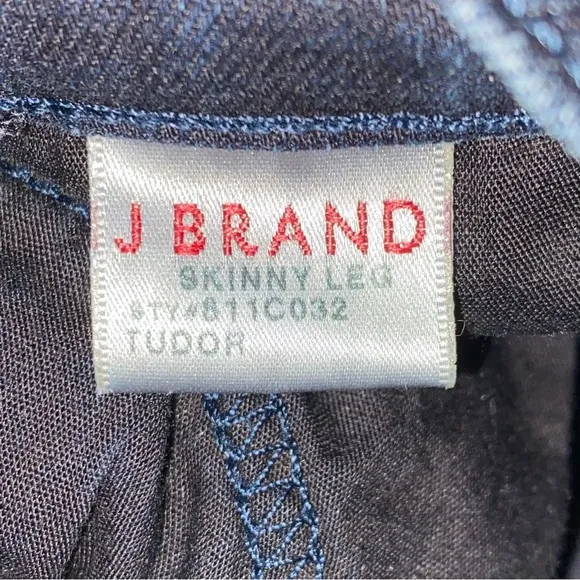 J BRAND
SKINNY LEG
STY#811C032
TUDOR